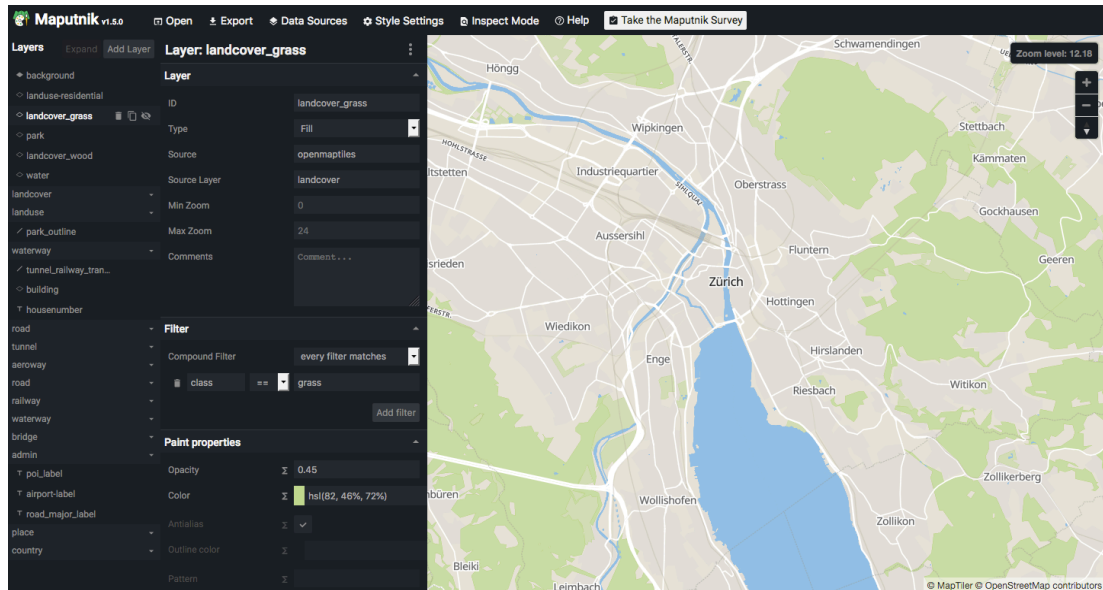 Maputnik v1.5.0
Open
Export
Data Sources
Style Settings
Inspect Mode
Help
Take the Maputnik Survey
Layers
Expand
Add Layer
background
landuse-residential
landcover_grass
park
landcover_wood
water
landcover
landuse
park_outline
waterway
tunnel_railway_tran...
building
housenumber
road
tunnel
aeroway
road
railway
waterway
bridge
admin
poi_label
airport-label
road_major_label
place
country
Layer: landcover_grass
Layer
ID landcover_grass
Type Fill
Source openmaptiles
Source Layer landcover
Min Zoom 0
Max Zoom 24
Comments Comment...
Filter
Compound Filter every filter matches
class == grass
Add filter
Paint properties
Opacity Σ 0.45
Color Σ hsl(82, 46%, 72%)
Antialias Σ
Outline color Σ
Pattern Σ
Zoom level: 12.18
Schwamendingen
Höngg
Wipkingen
Stettbach
HOHLSTRASSE
Kämmaten
ltstetten
Industriequartier
SIHLQUAI
Oberstrass
Gockhausen
Aussersihl
Fluntern
Geeren
srieden
Zürich
Hottingen
Wiedikon
Hirslanden
Enge
Witikon
Riesbach
Zollikerberg
büren
Wollishofen
Zollikon
Bleiki
Leimbach
© MapTiler © OpenStreetMap contributors